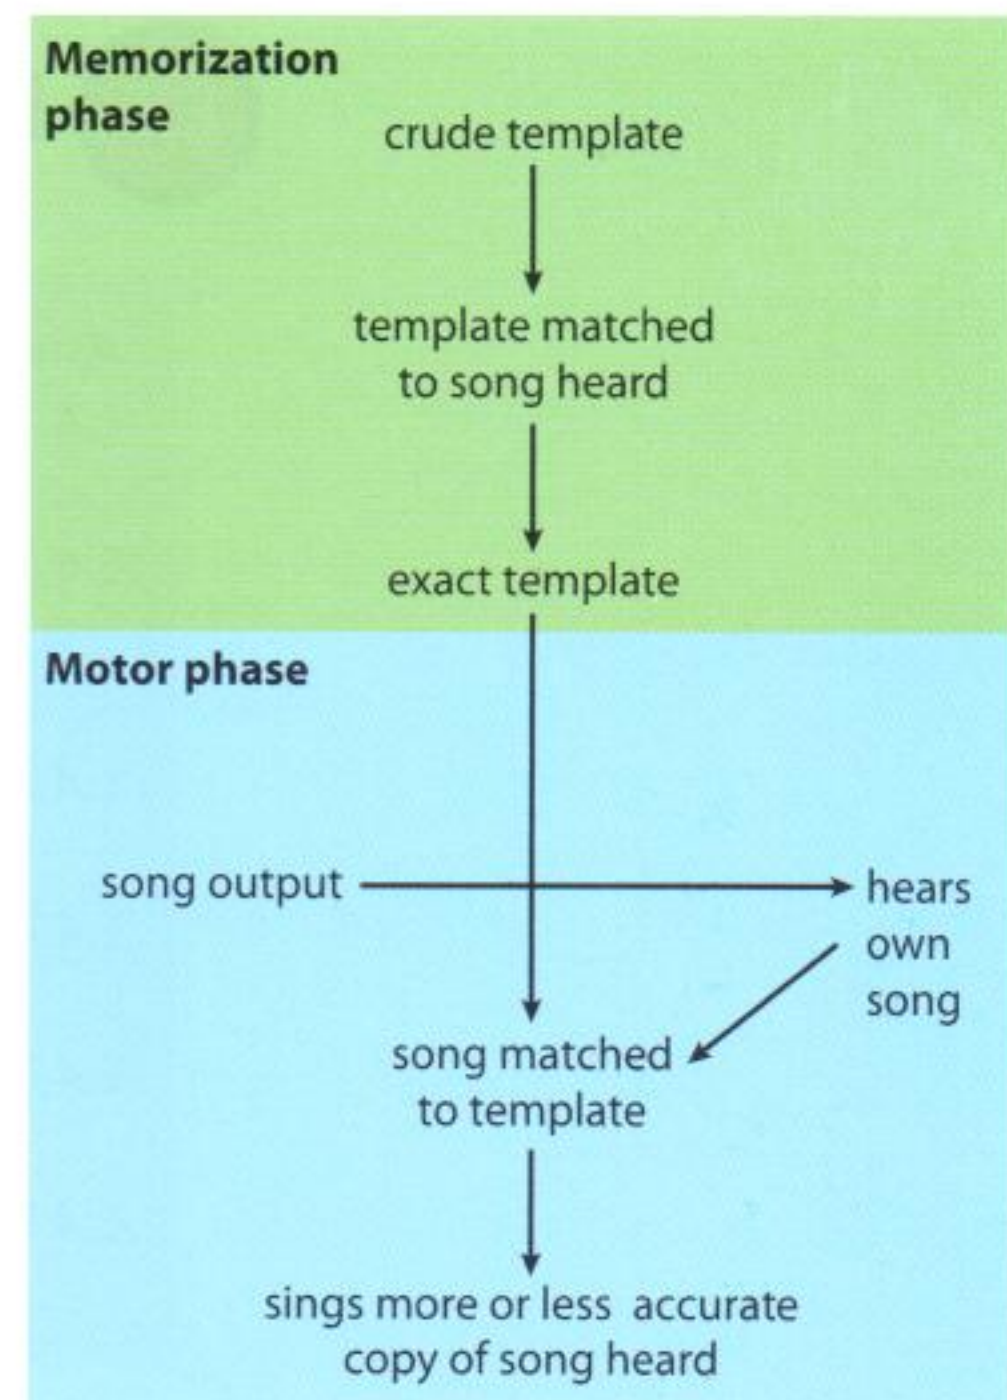 Memorization
phase
crude template
template matched
to song heard
exact template
Motor phase
song output
hears
own
song
song matched
to template
sings more or less accurate
copy of song heard